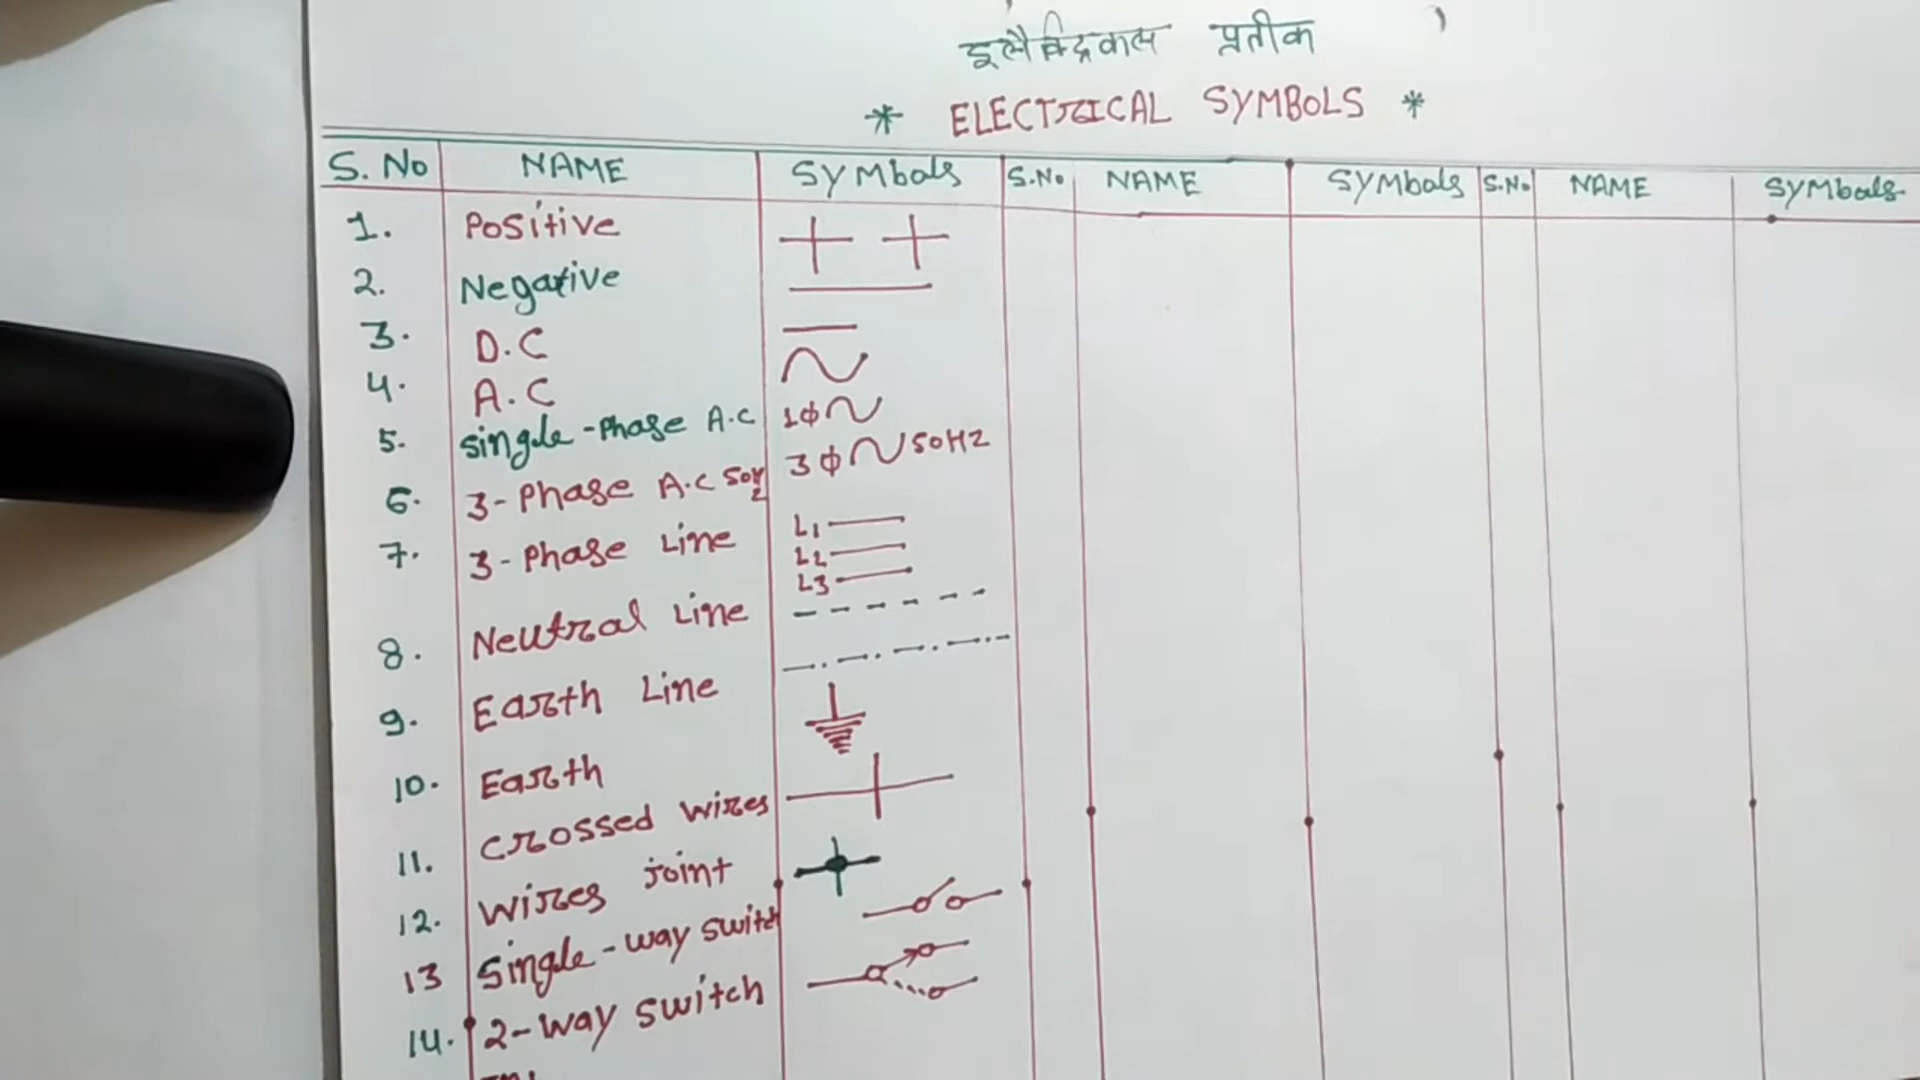 इलैक्ट्रिकल प्रतीक
* ELECTRICAL SYMBOLS *
S.No NAME SYMbols S.No NAME SYMbols S.No NAME SYMbols
1. Positive
2. Negative
3. D.C
4. A.C
5. Single-Phase A.C 1ϕ
6. 3-Phase A.C 3ϕ 50HZ
7. 3-Phase Line L1
L2
L3
8. Neutral Line
9. Earth Line
10. Earth
11. Crossed wires
12. Wires joint
13 Single-way switch
14. 2-way switch